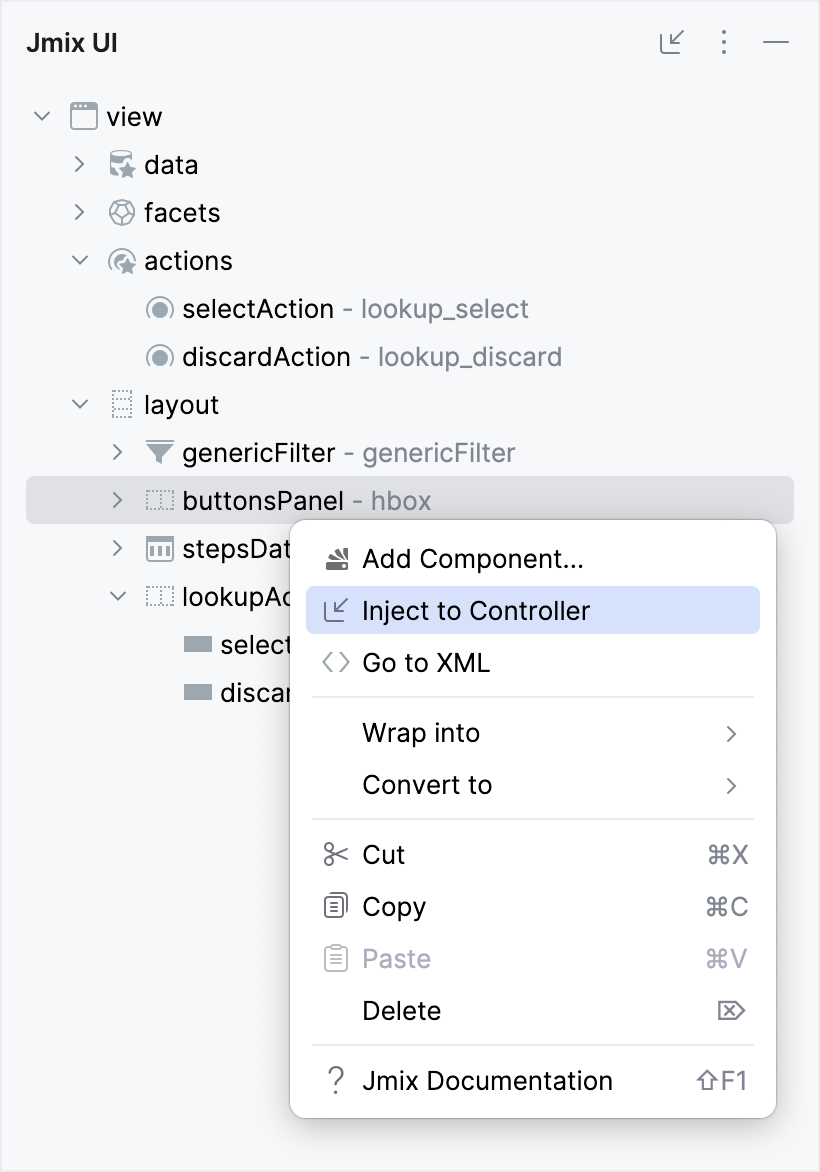 Jmix UI
view
data
facets
actions
selectAction - lookup_select
discardAction - lookup_discard
layout
genericFilter - genericFilter
buttonsPanel - hbox
stepsDat
lookupAc
select
discar
Add Component...
Inject to Controller
Go to XML
Wrap into
Convert to
Cut ⌘X
Copy ⌘C
Paste ⌘V
Delete ⌦
? Jmix Documentation ⇧F1